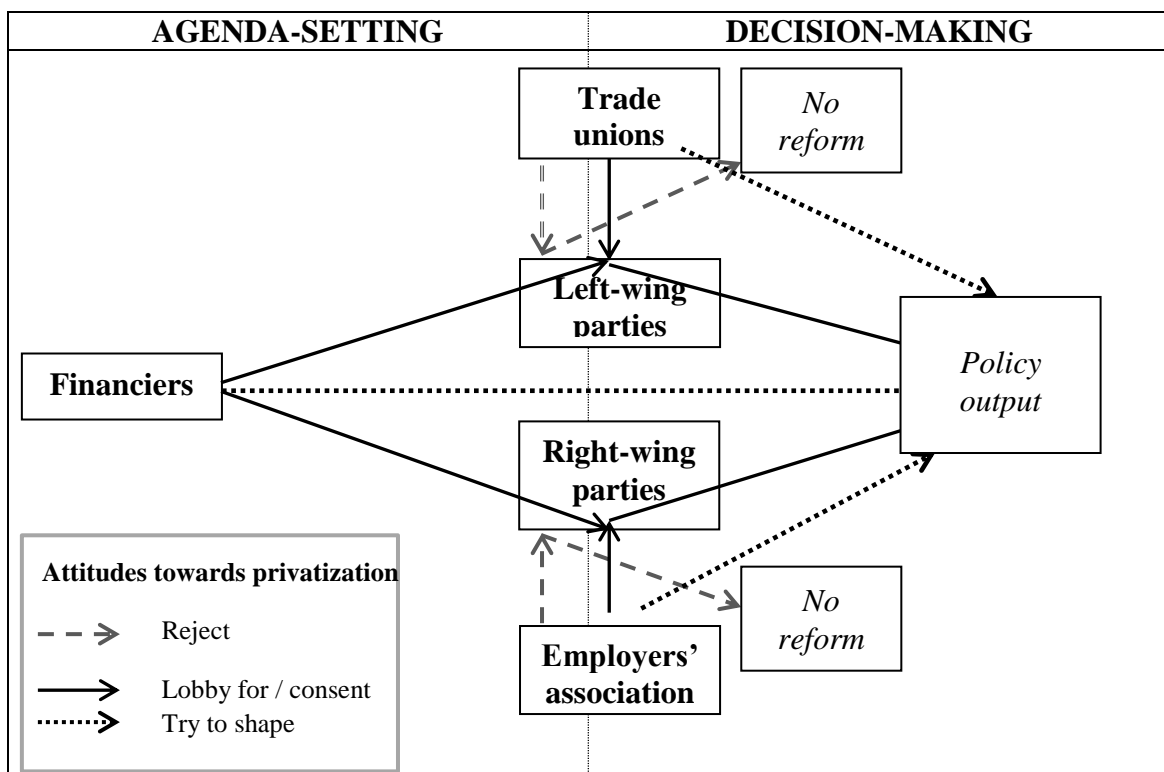 AGENDA-SETTING
DECISION-MAKING
Trade
unions
No
reform
Left-wing
parties
Financiers
Policy
output
Right-wing
parties
Attitudes towards privatization
Reject
Lobby for / consent
Try to shape
No
reform
Employers’
association